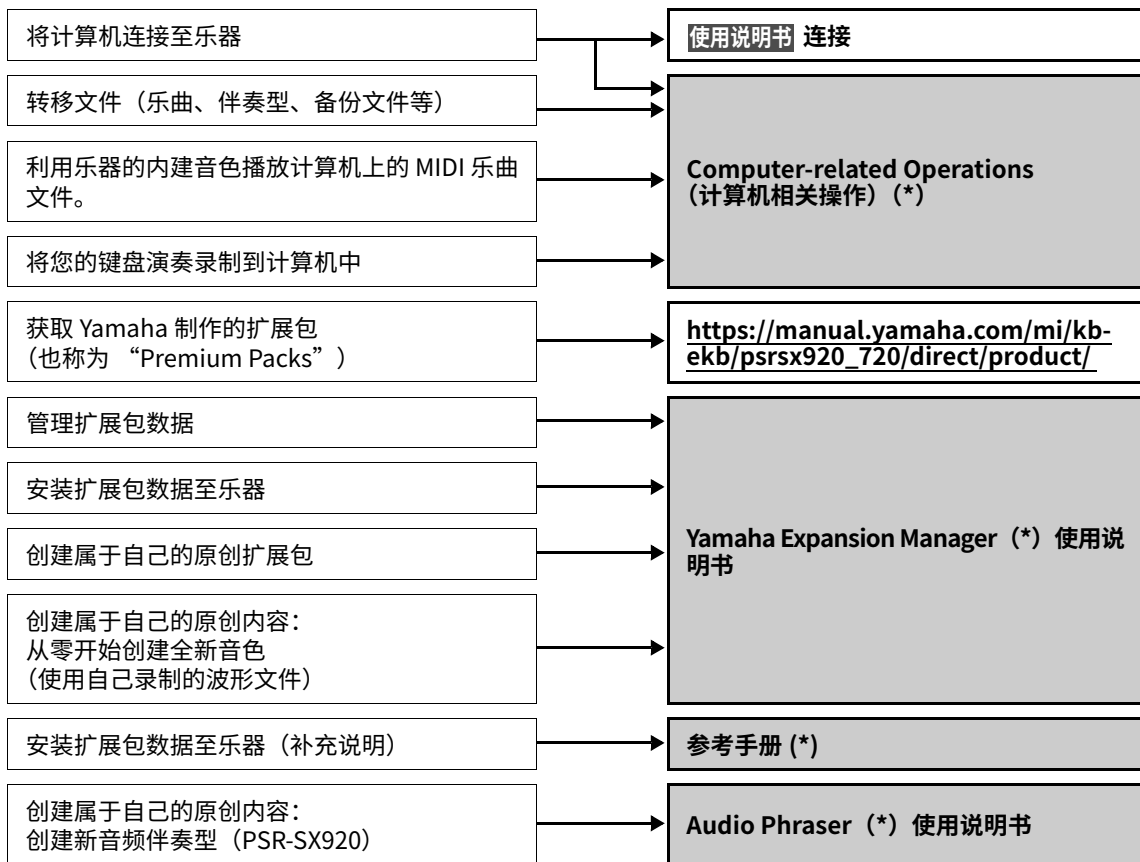 将计算机连接至乐器
使用说明书 连接
转移文件（乐曲、伴奏型、备份文件等）
利用乐器的内建音色播放计算机上的 MIDI 乐曲
文件。
将您的键盘演奏录制到计算机中
Computer-related Operations
（计算机相关操作）（*）
获取 Yamaha 制作的扩展包
（也称为 “Premium Packs”）
https://manual.yamaha.com/mi/kb-
ekb/psrsx920_720/direct/product/
管理扩展包数据
安装扩展包数据至乐器
创建属于自己的原创扩展包
创建属于自己的原创内容：
从零开始创建全新音色
（使用自己录制的波形文件）
Yamaha Expansion Manager（*）使用说
明书
安装扩展包数据至乐器（补充说明）
参考手册 (*)
创建属于自己的原创内容：
创建新音频伴奏型（PSR-SX920）
Audio Phraser（*）使用说明书